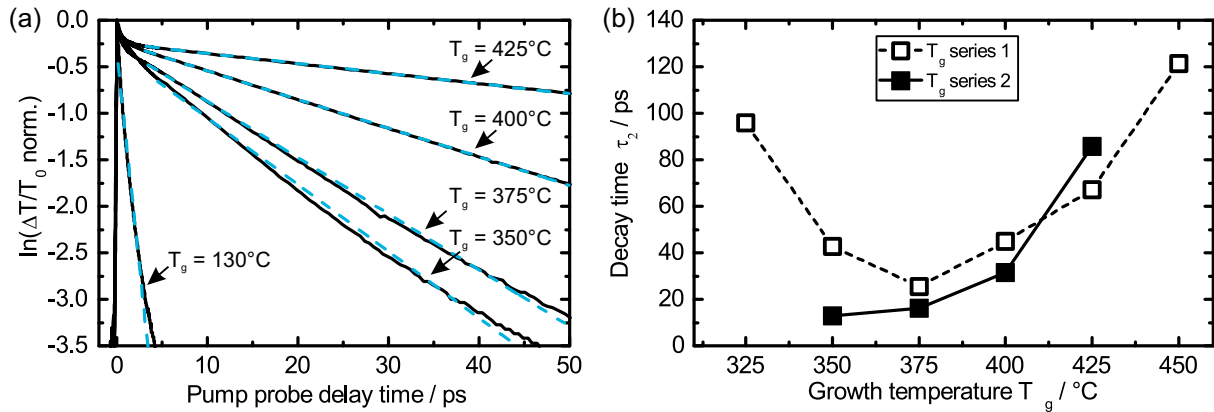 (a)
0.0
-0.5
-1.0
-1.5
-2.0
-2.5
-3.0
-3.5
ln(ΔT/T0 norm.)
Tg = 425°C
Tg = 400°C
Tg = 375°C
Tg = 350°C
Tg = 130°C
0 10 20 30 40 50
Pump probe delay time / ps
(b)
140
120
100
80
60
40
20
0
Decay time τ2 / ps
Tg series 1
Tg series 2
325 350 375 400 425 450
Growth temperature Tg / °C